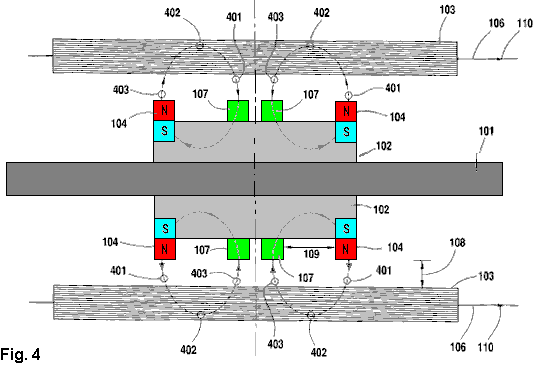 402 403 401 402 103 106 110
403 401
107 107
104 N N 104
S S 102
101
S S 102
104 N N 104
107 109 108
401 403 107 401 103
402 403 402 106 110
Fig. 4